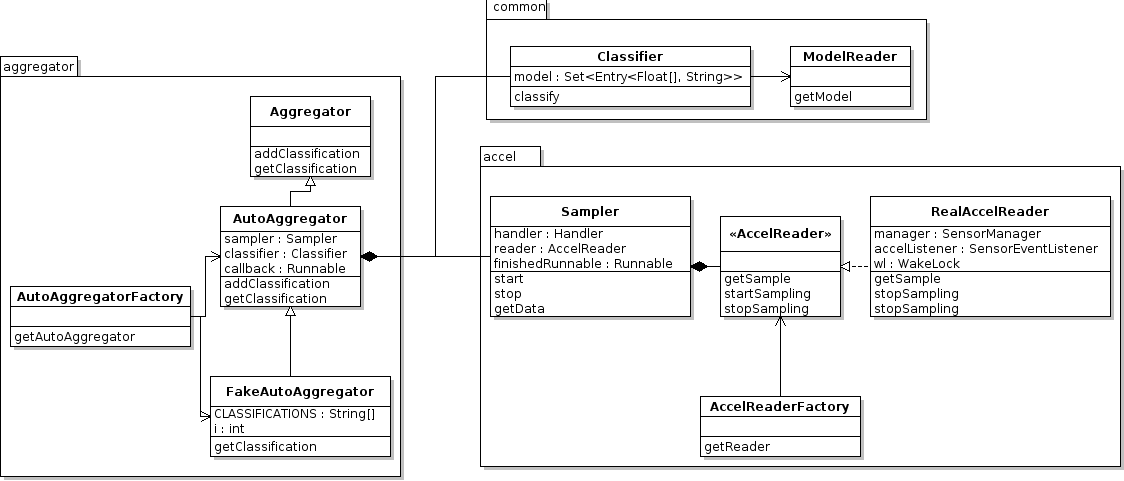 common
Classifier
model : Set<Entry<Float[], String>>
classify
ModelReader
getModel
aggregator
Aggregator
addClassification
getClassification
AutoAggregator
sampler : Sampler
classifier : Classifier
callback : Runnable
addClassification
getClassification
AutoAggregatorFactory
getAutoAggregator
FakeAutoAggregator
CLASSIFICATIONS : String[]
i : int
getClassification
accel
Sampler
handler : Handler
reader : AccelReader
finishedRunnable : Runnable
start
stop
getData
«AccelReader»
getSample
startSampling
stopSampling
RealAccelReader
manager : SensorManager
accelListener : SensorEventListener
wl : WakeLock
getSample
stopSampling
stopSampling
AccelReaderFactory
getReader